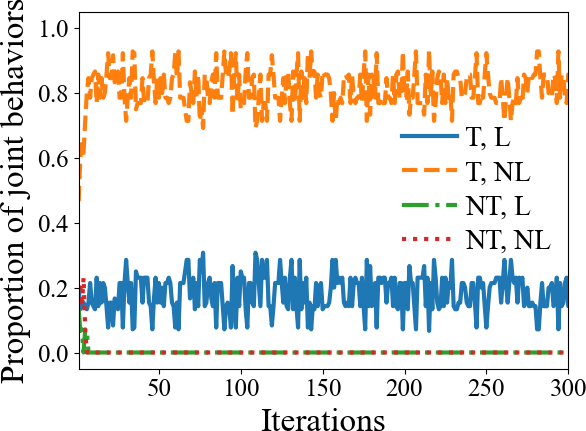 Proportion of joint behaviors
1.0
0.8
0.6
0.4
0.2
0.0
T, L
T, NL
NT, L
NT, NL
50 100 150 200 250 300
Iterations